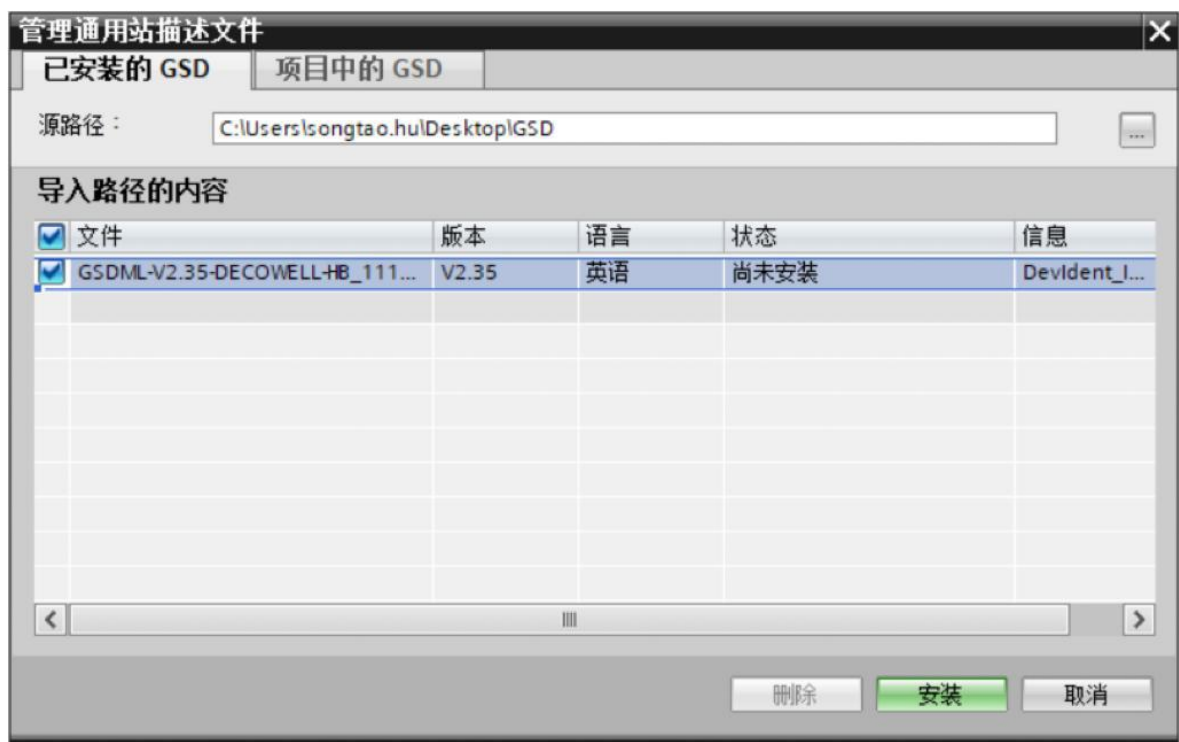 管理通用站描述文件
已安装的 GSD 项目中的 GSD
源路径： C:\Users\songtao.hu\Desktop\GSD ...
导入路径的内容
文件 版本 语言 状态 信息
GSDML-V2.35-DECOWELL-HB_111... V2.35 英语 尚未安装 DevIdent_I...
删除 安装 取消